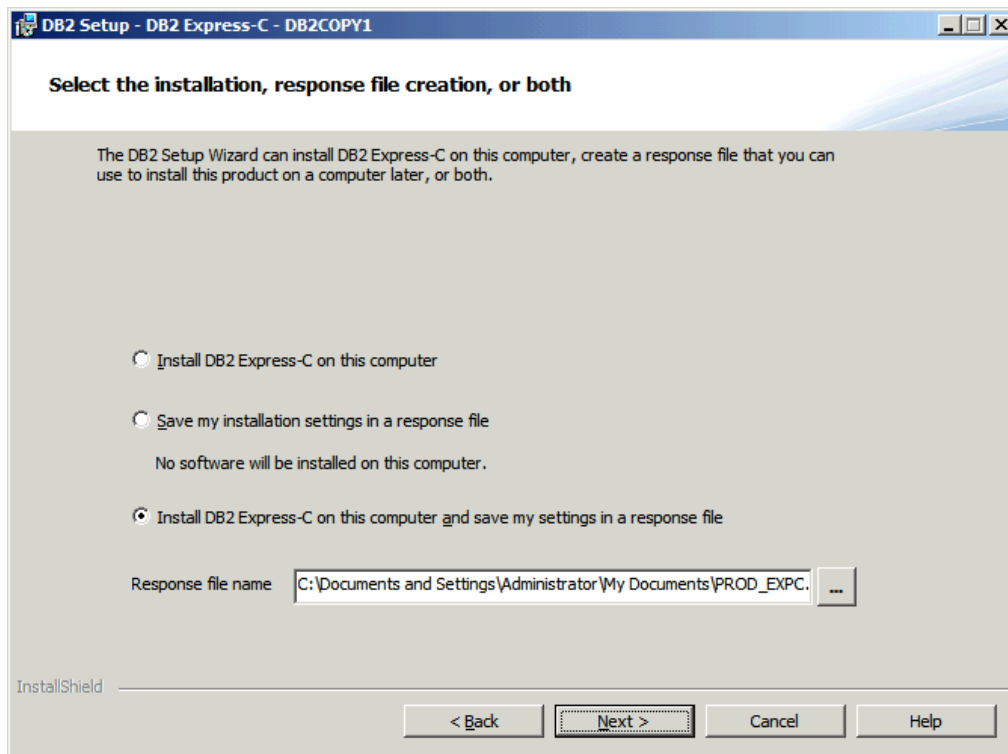 DB2 Setup - DB2 Express-C - DB2COPY1
Select the installation, response file creation, or both
The DB2 Setup Wizard can install DB2 Express-C on this computer, create a response file that you can
use to install this product on a computer later, or both.
Install DB2 Express-C on this computer
Save my installation settings in a response file
No software will be installed on this computer.
Install DB2 Express-C on this computer and save my settings in a response file
Response file name C:\Documents and Settings\Administrator\My Documents\PROD_EXPC. ...
InstallShield
< Back Next > Cancel Help